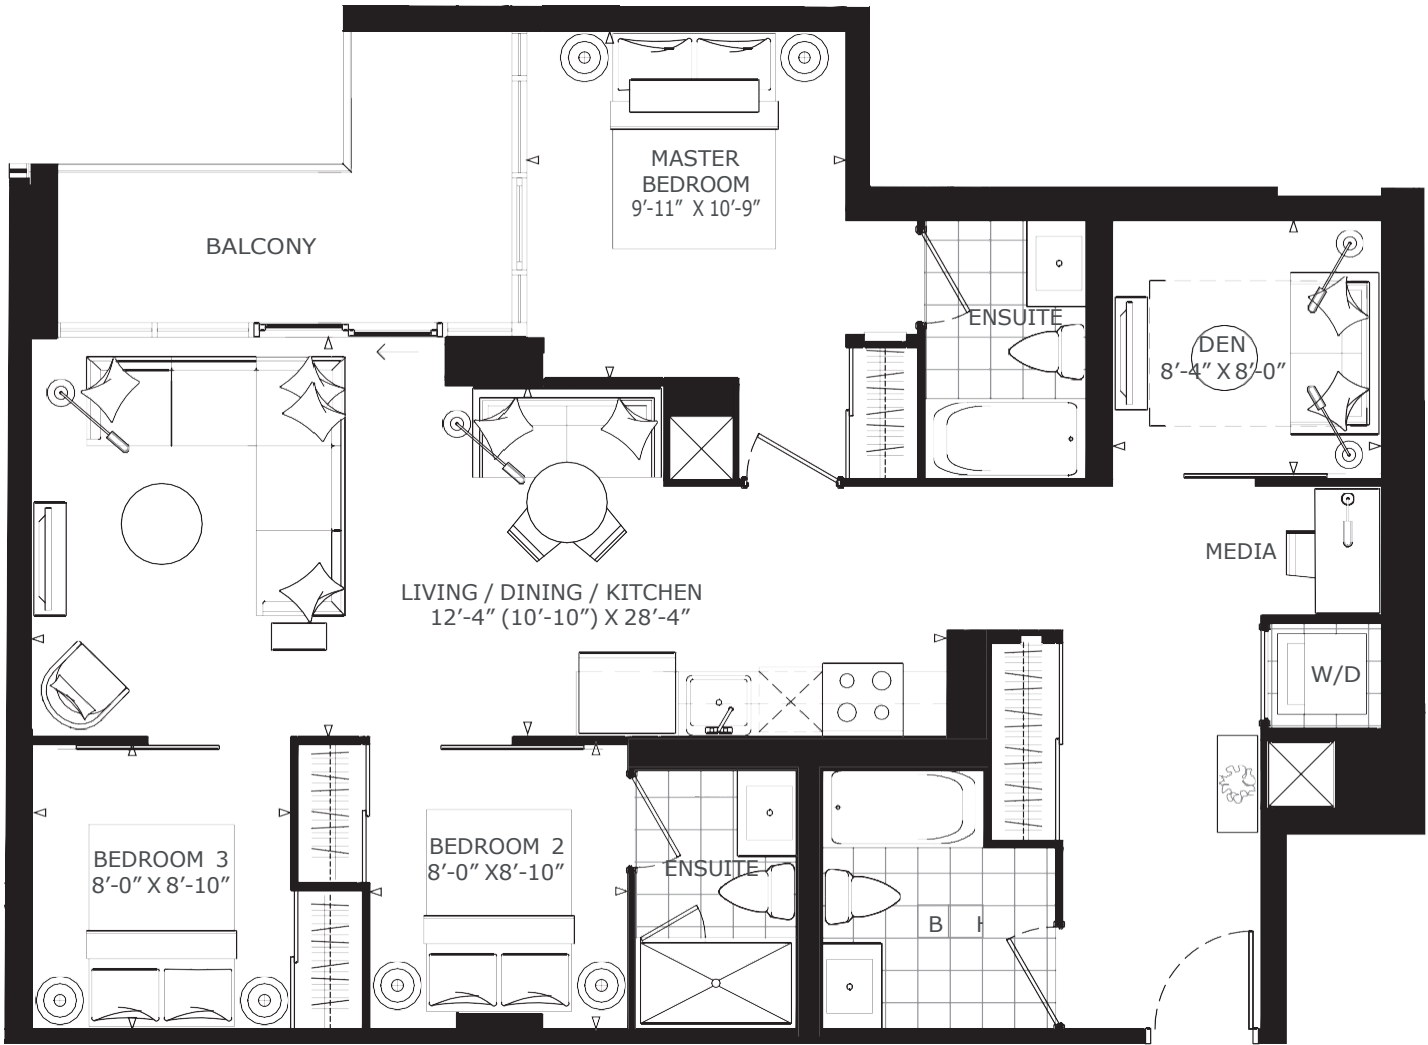 MASTER
BEDROOM
9’-11” X 10’-9”
BALCONY
ENSUITE
DEN
8’-4” X 8’-0”
MEDIA
LIVING / DINING / KITCHEN
12’-4” (10’-10”) X 28’-4”
W/D
BEDROOM 3
8’-0” X 8’-10”
BEDROOM 2
8’-0” X8’-10”
ENSUITE
B